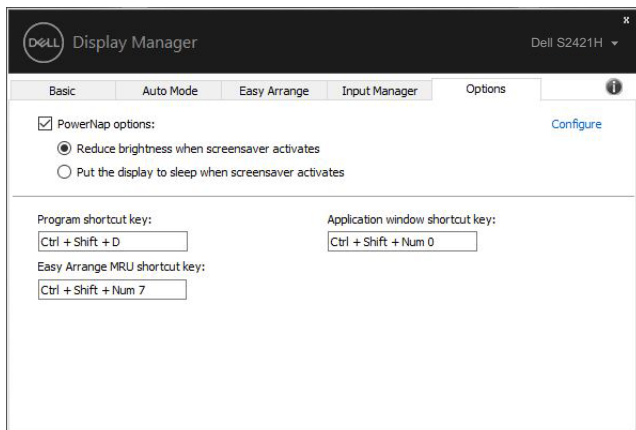 x
DELL Display Manager Dell S2421H
Basic Auto Mode Easy Arrange Input Manager Options i
PowerNap options: Configure
Reduce brightness when screensaver activates
Put the display to sleep when screensaver activates
Program shortcut key: Application window shortcut key:
Ctrl + Shift + D Ctrl + Shift + Num 0
Easy Arrange MRU shortcut key:
Ctrl + Shift + Num 7